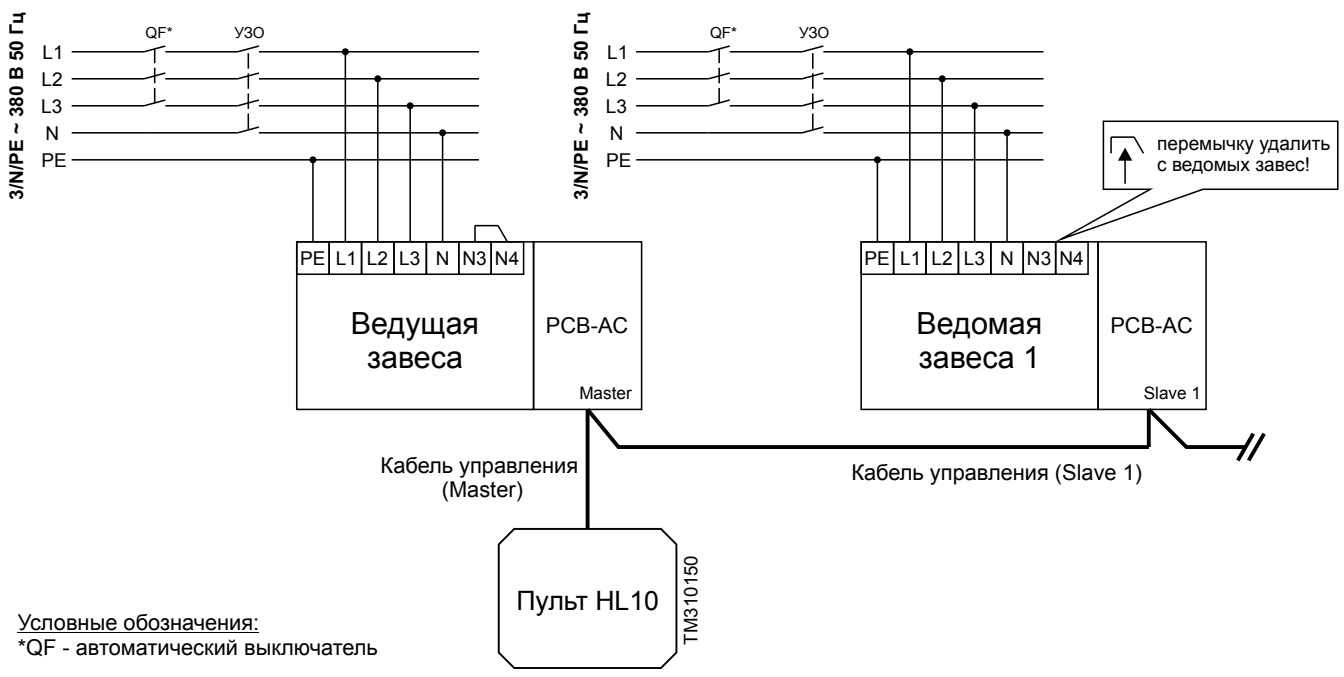 3/N/PE ~ 380 В 50 Гц
QF*
УЗО
L1
L2
L3
N
PE
3/N/PE ~ 380 В 50 Гц
QF*
УЗО
L1
L2
L3
N
PE
перемычку удалить
с ведомых завес!
PE L1 L2 L3 N N3 N4
Ведущая
завеса
PCB-AC
Master
PE L1 L2 L3 N N3 N4
Ведомая
завеса 1
PCB-AC
Slave 1
Кабель управления
(Master)
Кабель управления (Slave 1)
Пульт HL10
TM310150
Условные обозначения:
*QF - автоматический выключатель